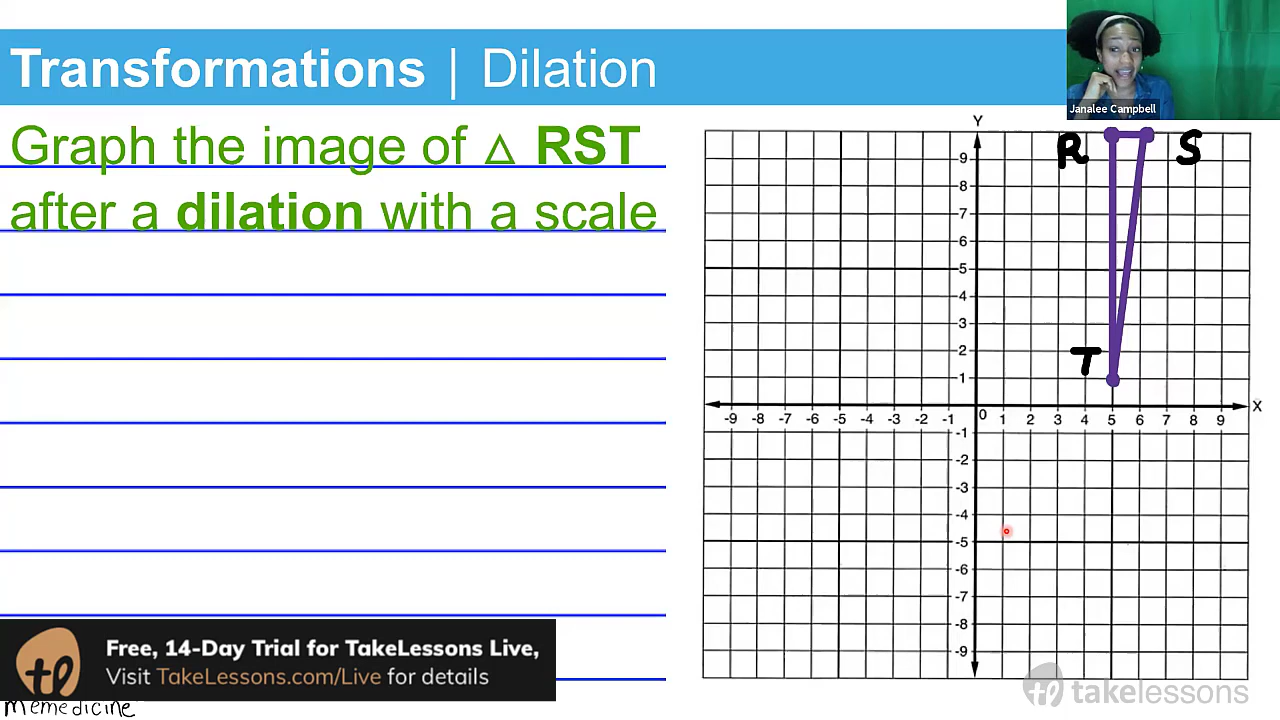 Transformations | Dilation
Janalee Campbell
Graph the image of △ RST
after a dilation with a scale
Y
R
S
T
9
8
7
6
5
4
3
2
1
-9 -8 -7 -6 -5 -4 -3 -2 -1 0 1 2 3 4 5 6 7 8 9 X
-1
-2
-3
-4
-5
-6
-7
-8
-9
tl
Free, 14-Day Trial for TakeLessons Live,
Visit TakeLessons.com/Live for details
memedicine
tl takelessons